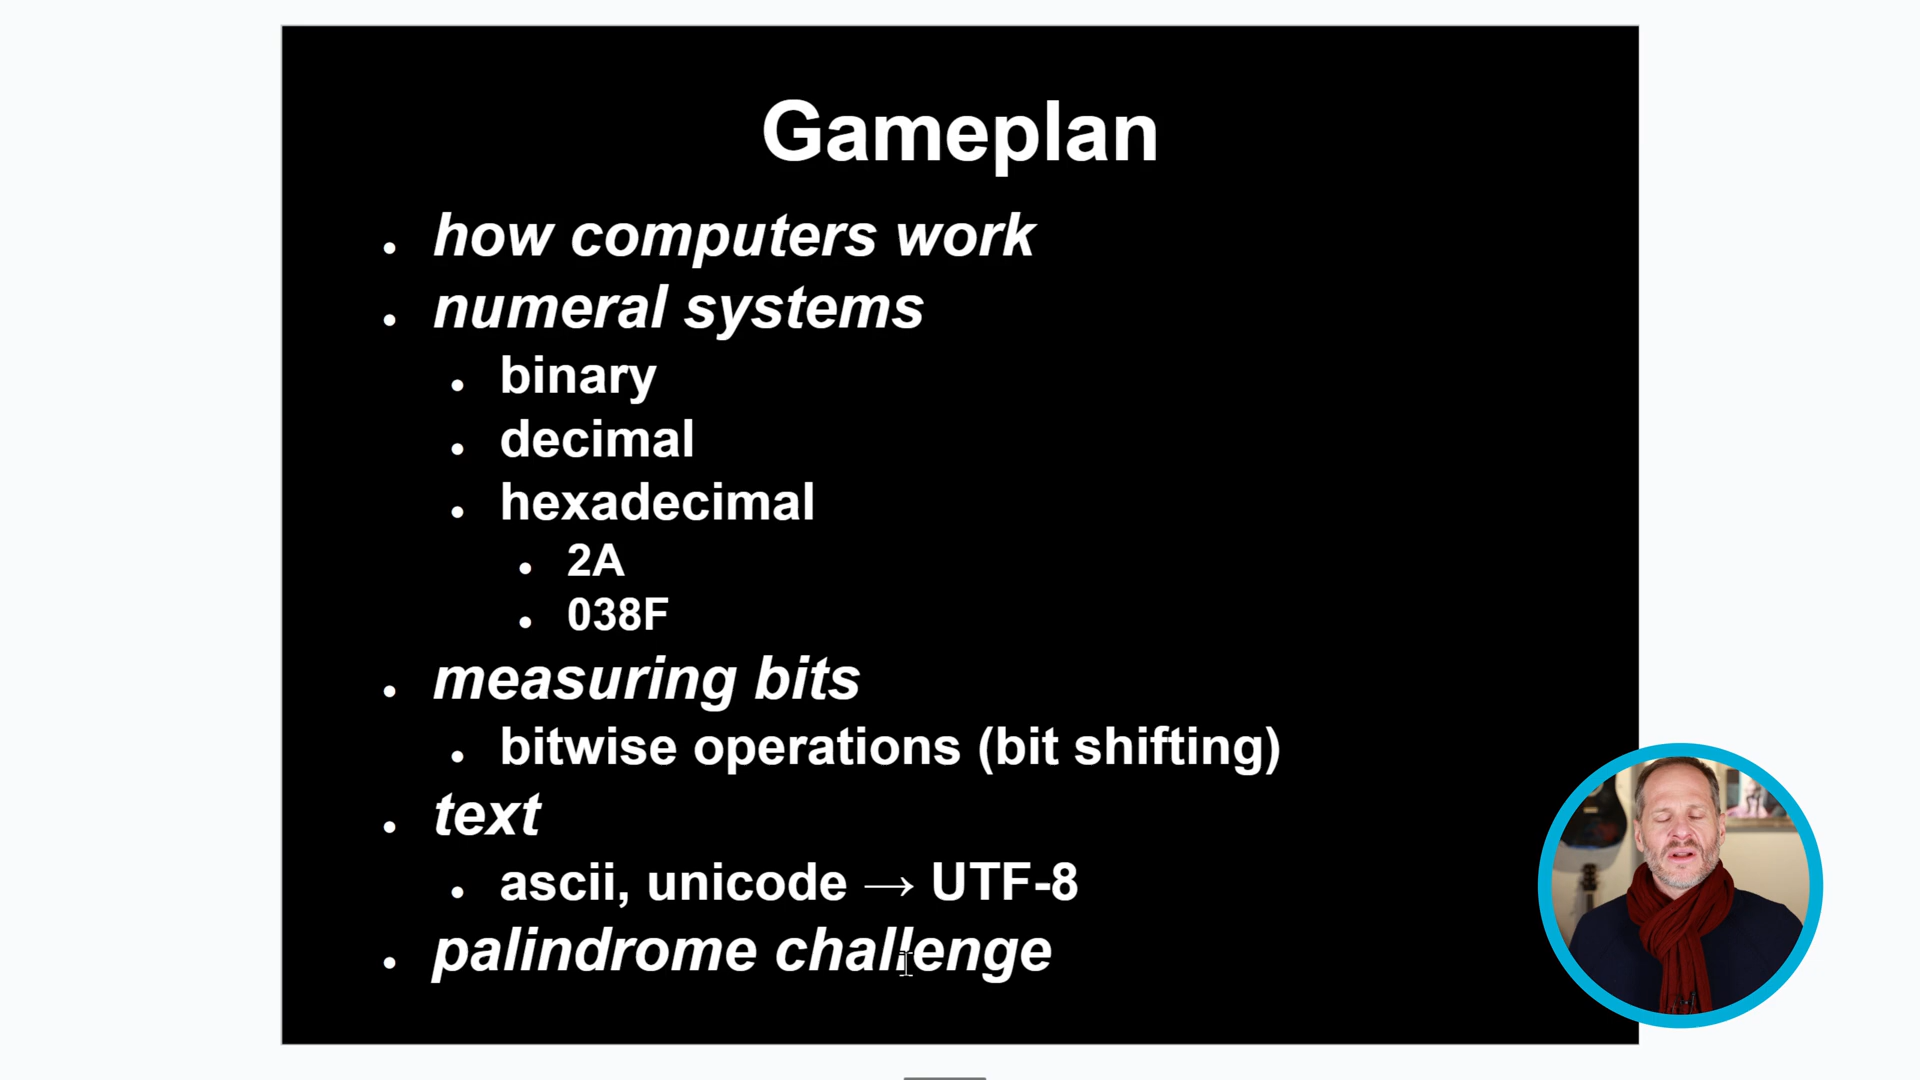 Gameplan
how computers work
numeral systems
binary
decimal
hexadecimal
2A
038F
measuring bits
bitwise operations (bit shifting)
text
ascii, unicode → UTF-8
palindrome challenge